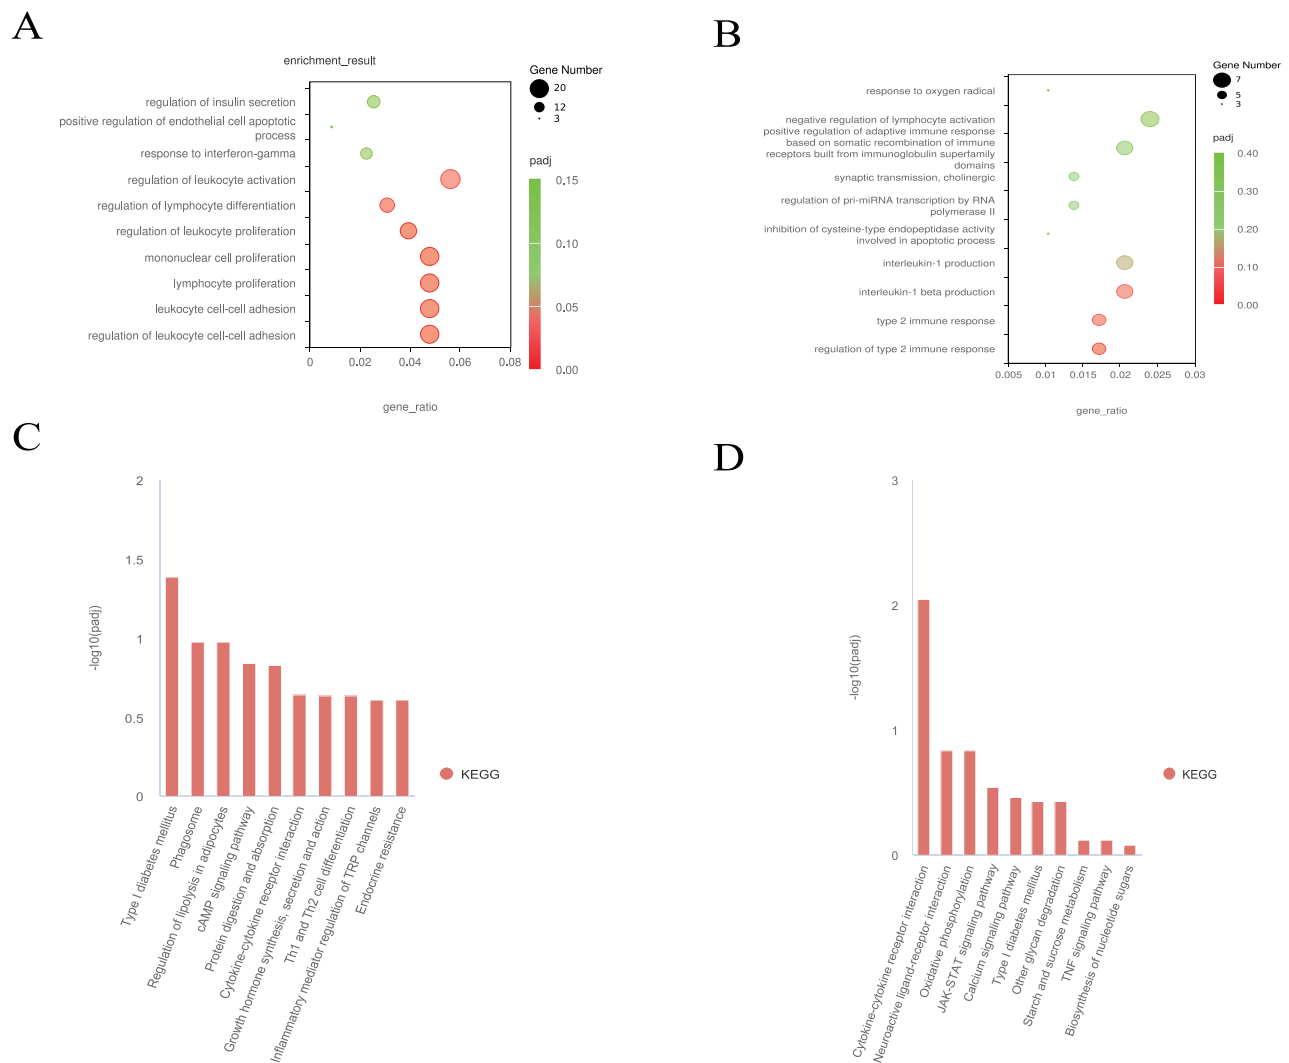 A
enrichment_result
regulation of insulin secretion
positive regulation of endothelial cell apoptotic
process
response to interferon-gamma
regulation of leukocyte activation
regulation of lymphocyte differentiation
regulation of leukocyte proliferation
mononuclear cell proliferation
lymphocyte proliferation
leukocyte cell-cell adhesion
regulation of leukocyte cell-cell adhesion
0
0.02
0.04
0.06
0.08
gene_ratio
Gene Number
20
12
3
padj
0.15
0.10
0.05
0.00
B
response to oxygen radical
negative regulation of lymphocyte activation
positive regulation of adaptive immune response
based on somatic recombination of immune
receptors built from immunoglobulin superfamily
domains
synaptic transmission, cholinergic
regulation of pri-miRNA transcription by RNA
polymerase II
inhibition of cysteine-type endopeptidase activity
involved in apoptotic process
interleukin-1 production
interleukin-1 beta production
type 2 immune response
regulation of type 2 immune response
0.005
0.01
0.015
0.02
0.025
0.03
gene_ratio
Gene Number
7
5
3
padj
0.40
0.30
0.20
0.10
0.00
C
2
1.5
1
0.5
0
-log10(padj)
Type I diabetes mellitus
Phagosome
Regulation of lipolysis in adipocytes
cAMP signaling pathway
Protein digestion and absorption
Cytokine-cytokine receptor interaction
Growth hormone synthesis, secretion and action
Th1 and Th2 cell differentiation
Inflammatory mediator regulation of TRP channels
Endocrine resistance
KEGG
D
3
2
1
0
-log10(padj)
Cytokine-cytokine receptor interaction
Neuroactive ligand-receptor interaction
Oxidative phosphorylation
JAK-STAT signaling pathway
Calcium signaling pathway
Type I diabetes mellitus
Other glycan degradation
Starch and sucrose metabolism
TNF signaling pathway
Biosynthesis of nucleotide sugars
KEGG